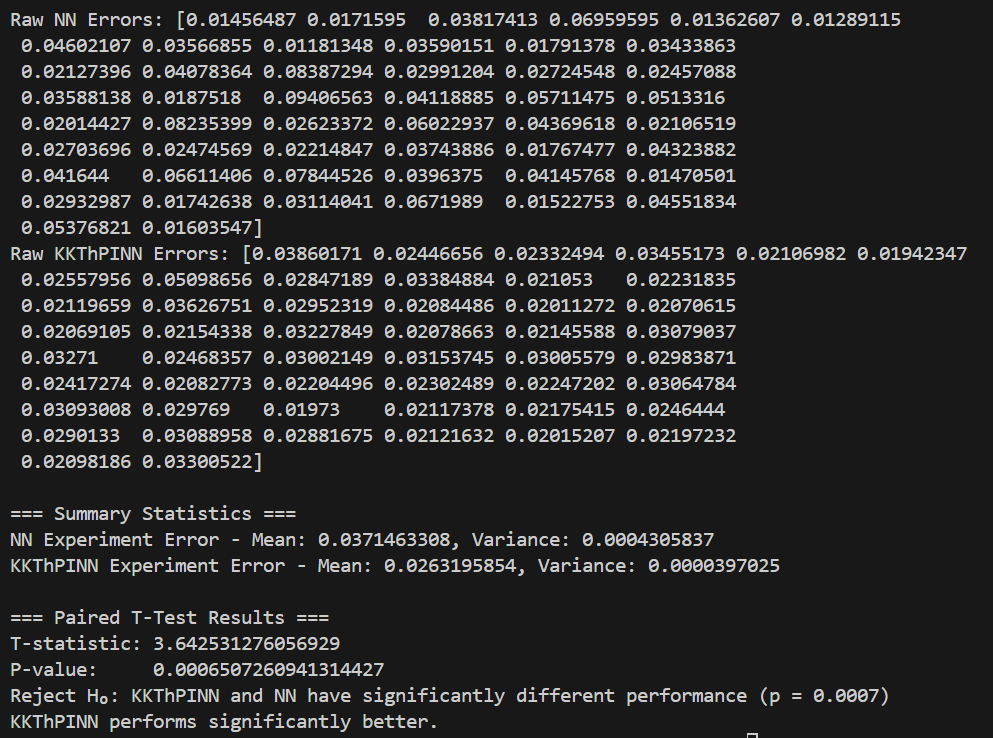 Raw NN Errors: [0.01456487 0.0171595  0.03817413 0.06959595 0.01362607 0.01289115
 0.04602107 0.03566855 0.01181348 0.03590151 0.01791378 0.03433863
 0.02127396 0.04078364 0.08387294 0.02991204 0.02724548 0.02457088
 0.03588138 0.0187518  0.09406563 0.04118885 0.05711475 0.0513316
 0.02014427 0.08235399 0.02623372 0.06022937 0.04369618 0.02106519
 0.02703696 0.02474569 0.02214847 0.03743886 0.01767477 0.04323882
 0.041644   0.06611406 0.07844526 0.0396375  0.04145768 0.01470501
 0.02932987 0.01742638 0.03114041 0.0671989  0.01522753 0.04551834
 0.05376821 0.01603547]
Raw KKThPINN Errors: [0.03860171 0.02446656 0.02332494 0.03455173 0.02106982 0.01942347
 0.02557956 0.05098656 0.02847189 0.03384884 0.021053   0.02231835
 0.02119659 0.03626751 0.02952319 0.02084486 0.02011272 0.02070615
 0.02069105 0.02154338 0.03227849 0.02078663 0.02145588 0.03079037
 0.03271    0.02468357 0.03002149 0.03153745 0.03005579 0.02983871
 0.02417274 0.02082773 0.02204496 0.02302489 0.02247202 0.03064784
 0.03093008 0.029769   0.01973    0.02117378 0.02175415 0.0246444
 0.0290133  0.03088958 0.02881675 0.02121632 0.02015207 0.02197232
 0.02098186 0.03300522]
=== Summary Statistics ===
NN Experiment Error - Mean: 0.0371463308, Variance: 0.0004305837
KKThPINN Experiment Error - Mean: 0.0263195854, Variance: 0.0000397025
=== Paired T-Test Results ===
T-statistic: 3.642531276056929
P-value:     0.0006507260941314427
Reject H₀: KKThPINN and NN have significantly different performance (p = 0.0007)
KKThPINN performs significantly better.